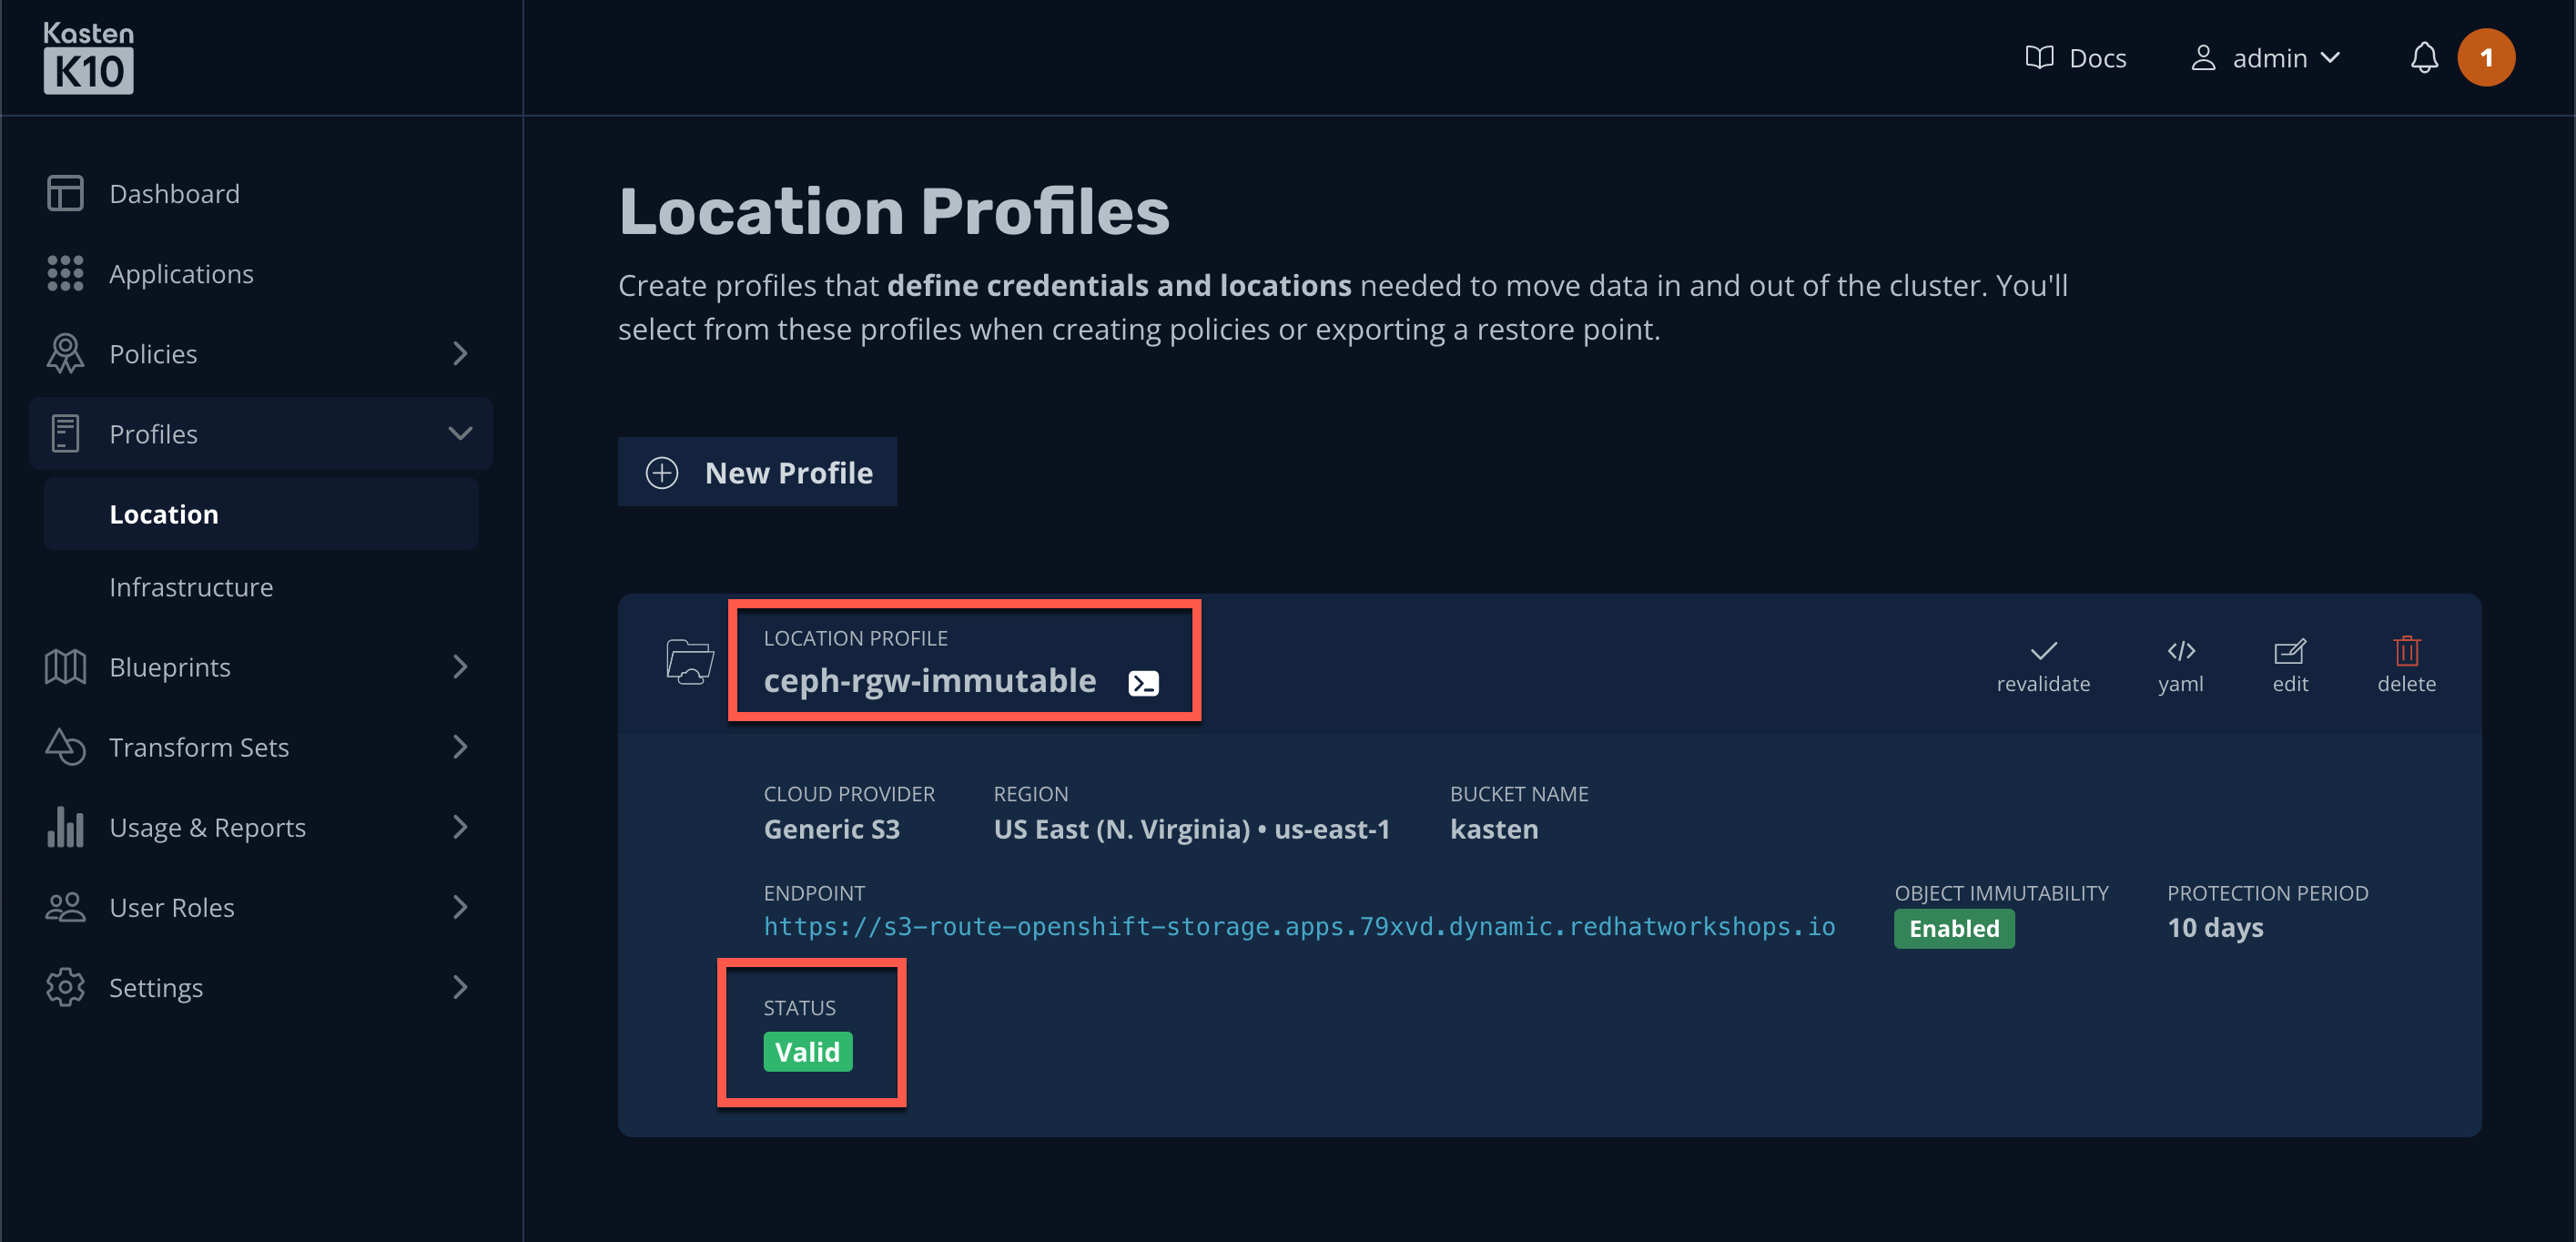 Kasten
K10
Docs
admin
1
Dashboard
Applications
Policies
Profiles
Location
Infrastructure
Blueprints
Transform Sets
Usage & Reports
User Roles
Settings
Location Profiles
Create profiles that define credentials and locations needed to move data in and out of the cluster. You'll
select from these profiles when creating policies or exporting a restore point.
New Profile
LOCATION PROFILE
ceph-rgw-immutable
revalidate
yaml
edit
delete
CLOUD PROVIDER
Generic S3
REGION
US East (N. Virginia) • us-east-1
BUCKET NAME
kasten
ENDPOINT
https://s3-route-openshift-storage.apps.79xvd.dynamic.redhatworkshops.io
OBJECT IMMUTABILITY
Enabled
PROTECTION PERIOD
10 days
STATUS
Valid